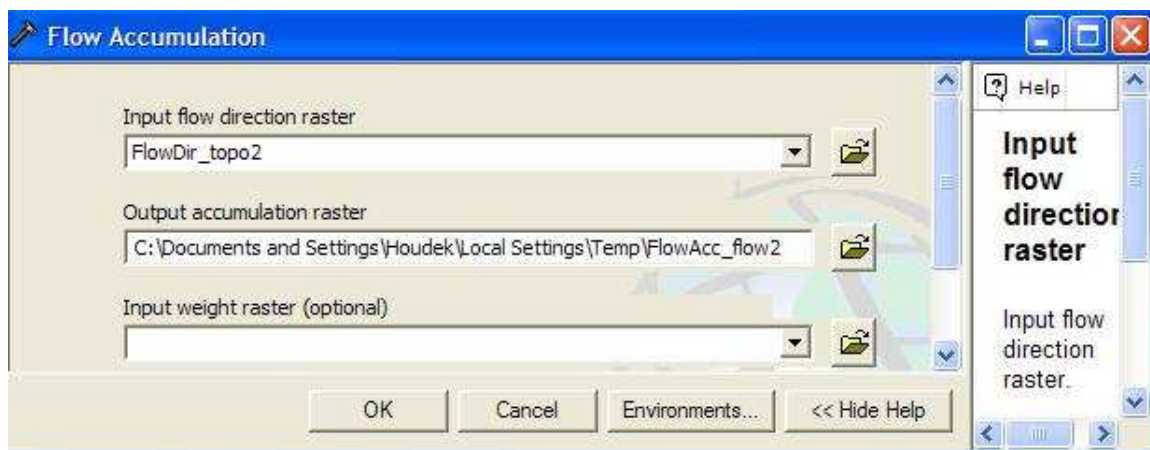 Flow Accumulation
Input flow direction raster
FlowDir_topo2
Output accumulation raster
C:\Documents and Settings\Houdek\Local Settings\Temp\FlowAcc_flow2
Input weight raster (optional)
OK
Cancel
Environments...
<< Hide Help
Help
Input
flow
direction
raster
Input flow
direction
raster.